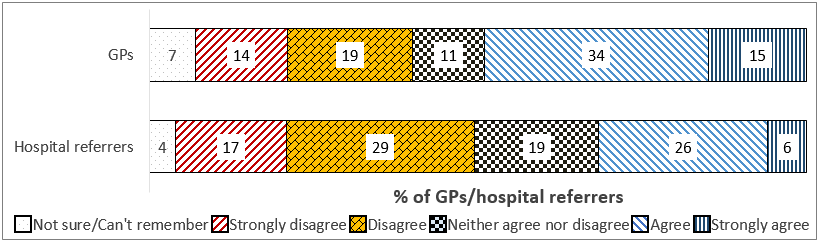 GPs 7 14 19 11 34 15
Hospital referrers 4 17 29 19 26 6
% of GPs/hospital referrers
Not sure/Can't remember Strongly disagree Disagree Neither agree nor disagree Agree Strongly agree